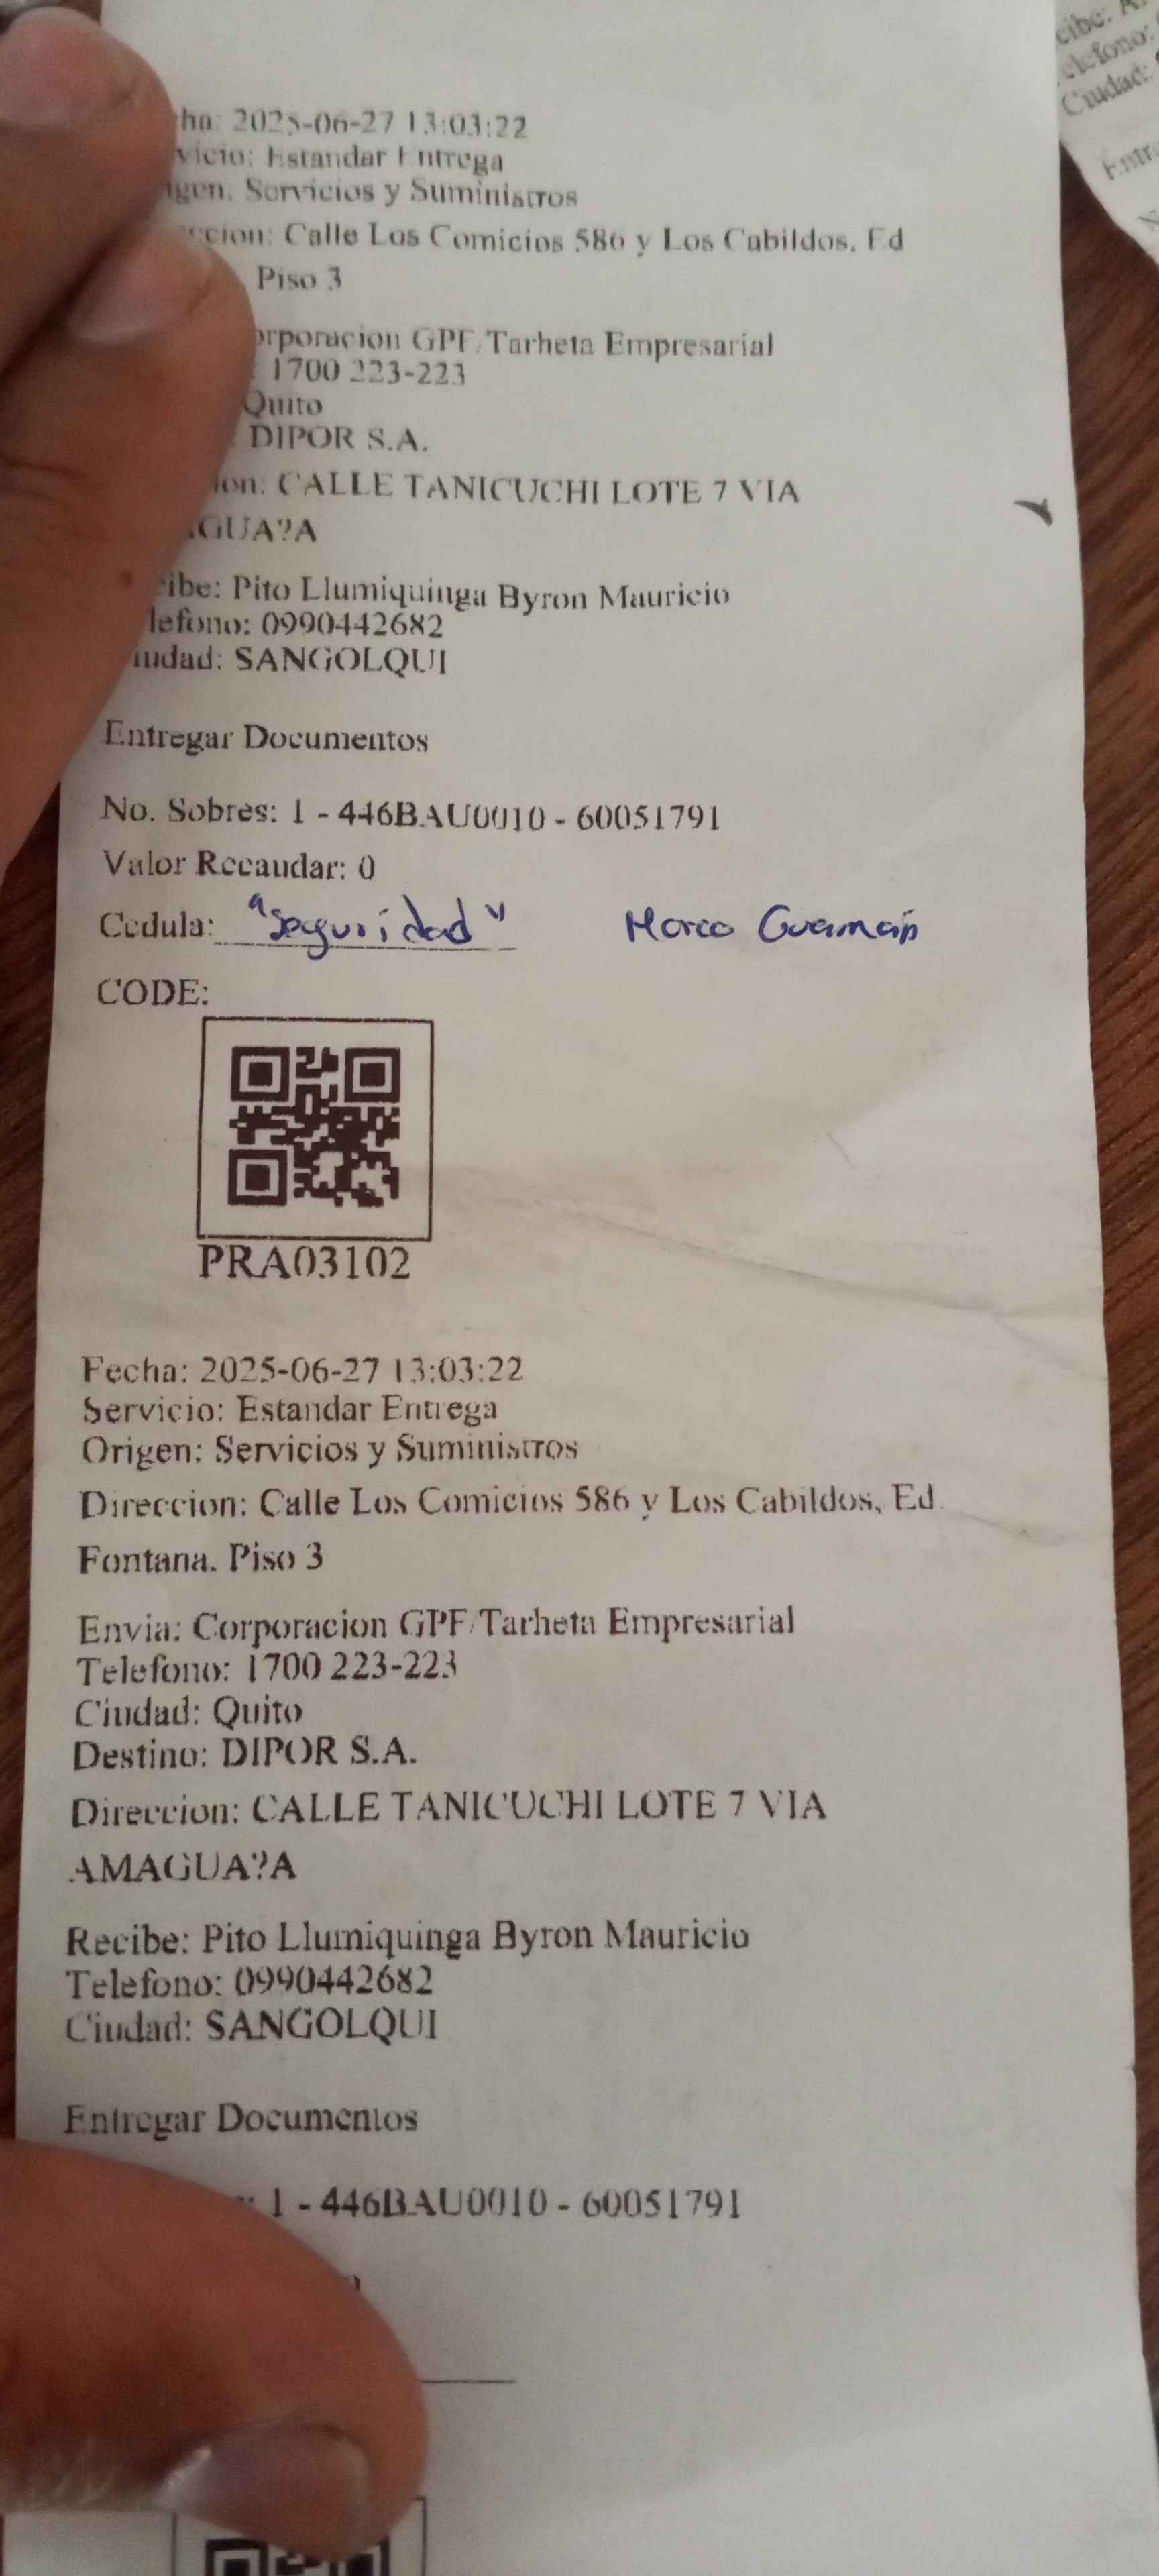 ha: 2025-06-27 13:03:22
vicio: Estandar Entrega
igen. Servicios y Suministros
ccion: Calle Los Comicios 586 y Los Cabildos, Ed
Piso 3
orporacion GPF/Tarheta Empresarial
: 1700 223-223
Quito
: DIPOR S.A.
ion: CALLE TANICUCHI LOTE 7 VIA
GUA?A
ibe: Pito Llumiquinga Byron Mauricio
lefono: 0990442682
iudad: SANGOLQUI
Entregar Documentos
No. Sobres: 1 - 446BAU0010 - 60051791
Valor Recaudar: 0
Cedula: "Seguridad" Marco
CODE:
PRA03102
Fecha: 2025-06-27 13:03:22
Servicio: Estandar Entrega
Origen: Servicios y Suministros
Direccion: Calle Los Comicios 586 y Los Cabildos, Ed.
Fontana. Piso 3
Envia: Corporacion GPF/Tarheta Empresarial
Telefono: 1700 223-223
Ciudad: Quito
Destino: DIPOR S.A.
Direccion: CALLE TANICUCHI LOTE 7 VIA
AMAGUA?A
Recibe: Pito Llumiquinga Byron Mauricio
Telefono: 0990442682
Ciudad: SANGOLQUI
Entregar Documentos
1 - 446BAU0010 - 60051791
cibe:
elefono:
Ciudad:
Entr